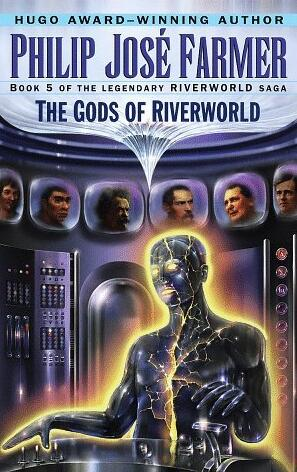 HUGO AWARD–WINNING AUTHOR
PHILIP JOSÉ FARMER
BOOK 5 OF THE LEGENDARY RIVERWORLD SAGA
THE GODS OF RIVERWORLD